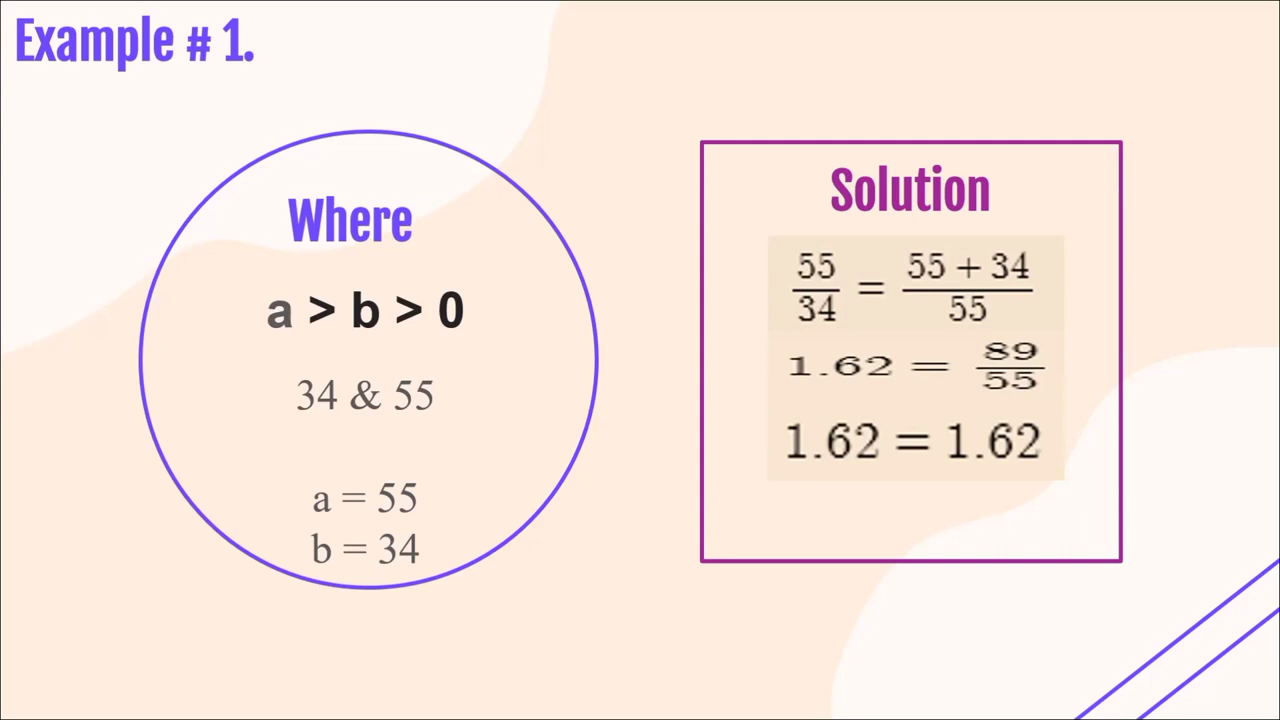 Example # 1.
Where
a > b > 0
34 & 55
a = 55
b = 34
Solution
55/34 = (55 + 34)/55
1.62 = 89/55
1.62 = 1.62